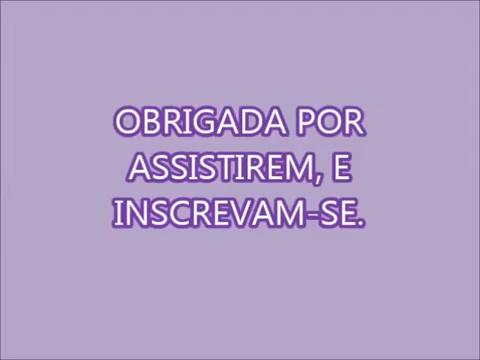 OBRIGADA POR
ASSISTIREM, E
INSCREVAM-SE.